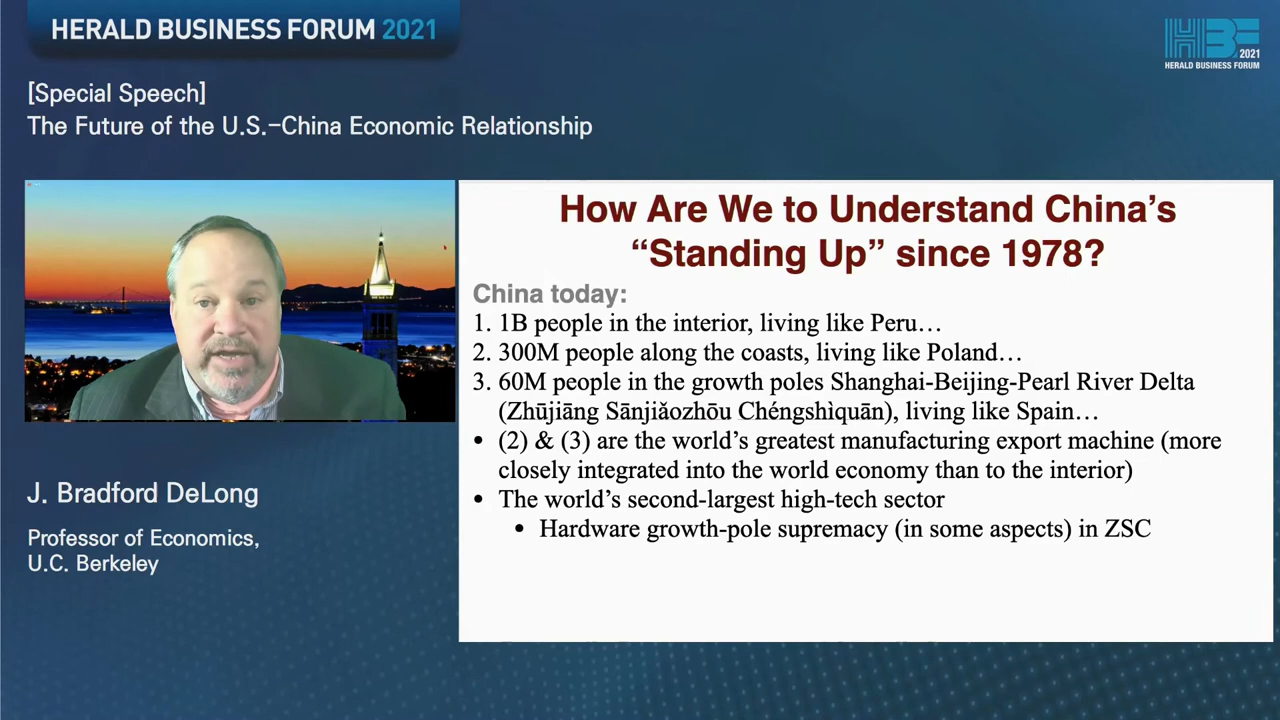 HERALD BUSINESS FORUM 2021
HBF
2021
HERALD BUSINESS FORUM
[Special Speech]
The Future of the U.S.-China Economic Relationship
How Are We to Understand China's
“Standing Up” since 1978?
China today:
1. 1B people in the interior, living like Peru…
2. 300M people along the coasts, living like Poland…
3. 60M people in the growth poles Shanghai-Beijing-Pearl River Delta
(Zhūjiāng Sānjiǎozhōu Chéngshìquān), living like Spain…
• (2) & (3) are the world's greatest manufacturing export machine (more
closely integrated into the world economy than to the interior)
• The world's second-largest high-tech sector
• Hardware growth-pole supremacy (in some aspects) in ZSC
J. Bradford DeLong
Professor of Economics,
U.C. Berkeley